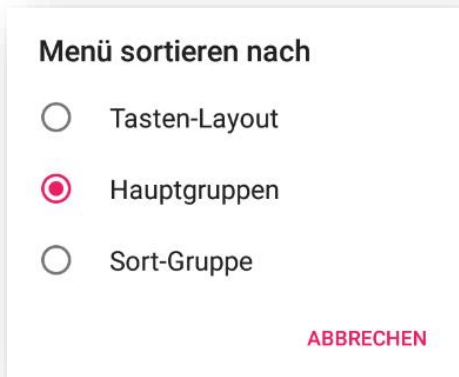 Menü sortieren nach
Tasten-Layout
Hauptgruppen
Sort-Gruppe
ABBRECHEN